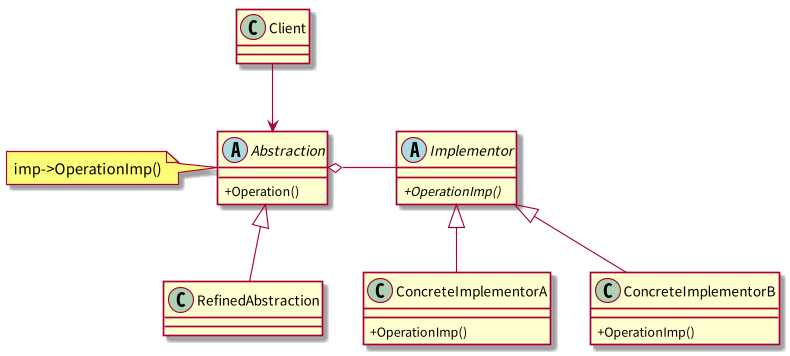 C Client
A Abstraction
+Operation()
imp->OperationImp()
A Implementor
+OperationImp()
C RefinedAbstraction
C ConcreteImplementorA
+OperationImp()
C ConcreteImplementorB
+OperationImp()